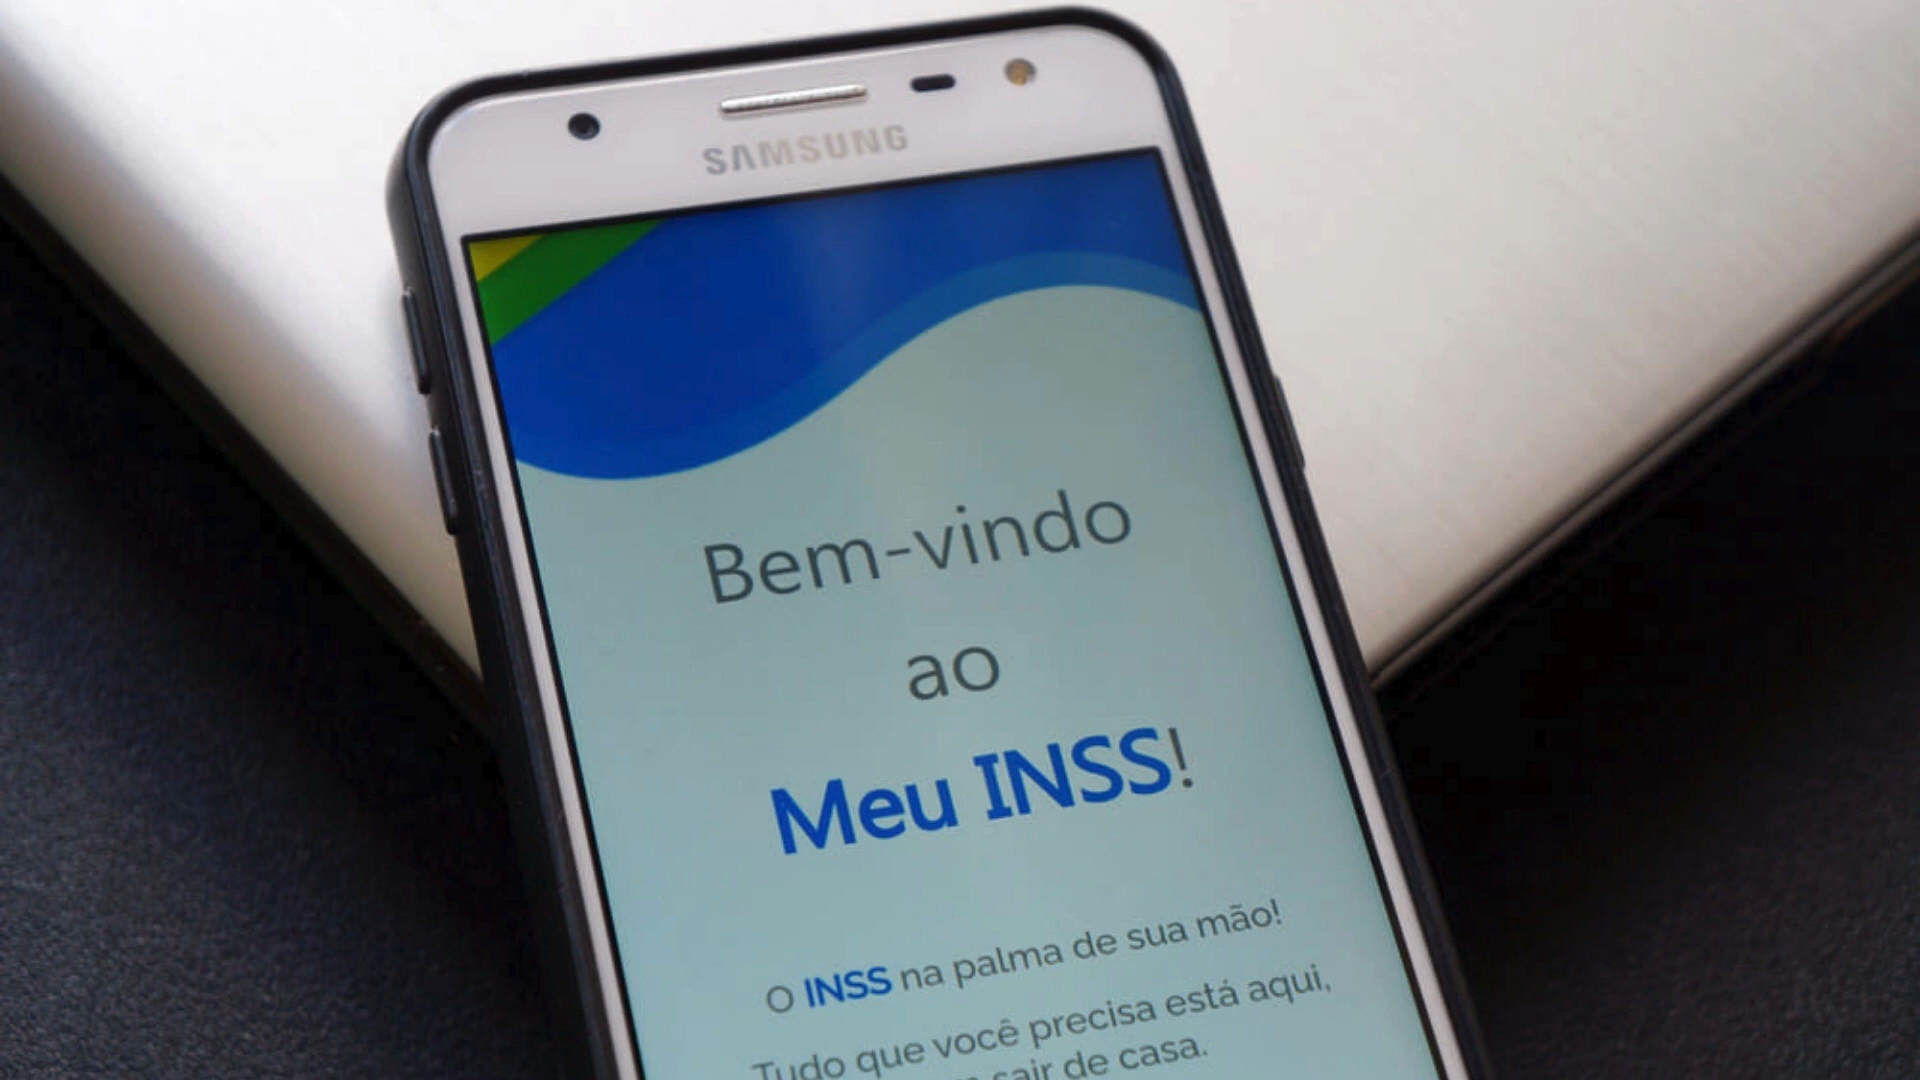 SAMSUNG
Bem-vindo
ao
Meu INSS!
O INSS na palma de sua mão!
Tudo que você precisa está aqui,
sair de casa.